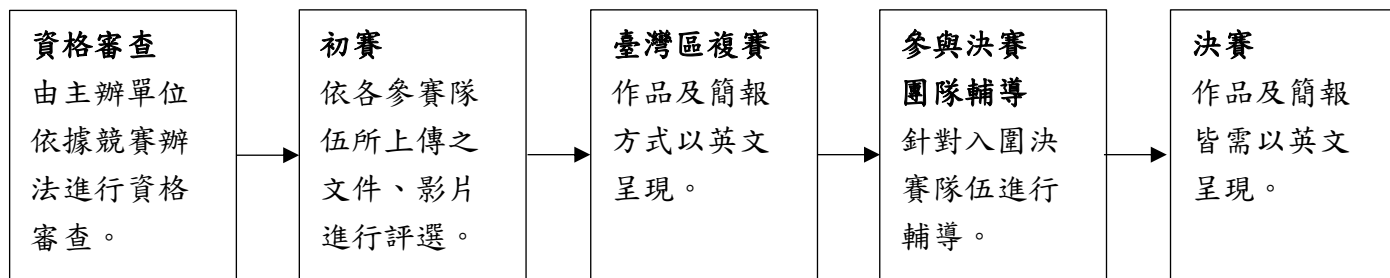 資格審查
由主辦單位
依據競賽辦
法進行資格
審查。
初賽
依各參賽隊
伍所上傳之
文件、影片
進行評選。
臺灣區複賽
作品及簡報
方式以英文
呈現。
參與決賽
團隊輔導
針對入圍決
賽隊伍進行
輔導。
決賽
作品及簡報
皆需以英文
呈現。